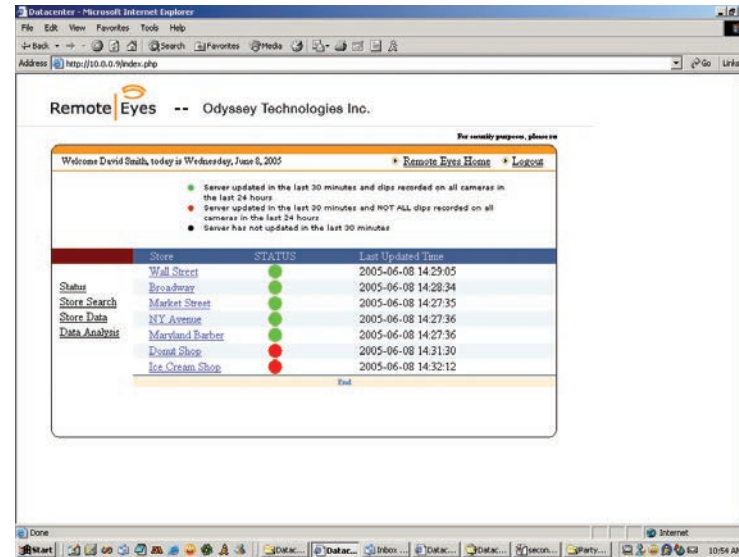 Datacenter - Microsoft Internet Explorer
File Edit View Favorites Tools Help
Back Search Favorites Media
Address http://10.0.0.9/index.php Go Links
Remote Eyes -- Odyssey Technologies Inc.
For security purposes, please
Welcome David Smith, today is Wednesday, June 8, 2005 Remote Eyes Home Logout
Server updated in the last 30 minutes and clips recorded on all cameras in
the last 24 hours
Server updated in the last 30 minutes and NOT ALL clips recorded on all
cameras in the last 24 hours
Server has not updated in the last 30 minutes
Store STATUS Last Updated Time
Wall Street 2005-06-08 14:29:05
Status Broadway 2005-06-08 14:28:34
Store Search Market Street 2005-06-08 14:27:35
Store Data NY Avenue 2005-06-08 14:27:36
Data Analysis Maryland Barber 2005-06-08 14:27:36
Donut Shop 2005-06-08 14:31:30
Ice Cream Shop 2005-06-08 14:32:12
End
Done Internet
Start Datac... Datac... Inbox ... Datac... Datac... secon... Party... 10:54 AM